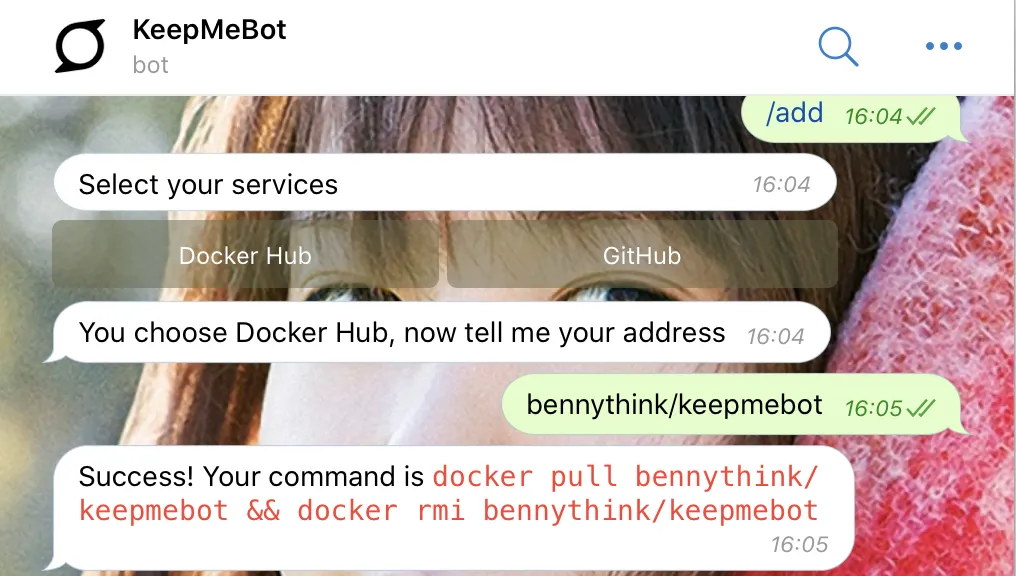 KeepMeBot
bot
/add 16:04
Select your services 16:04
Docker Hub GitHub
You choose Docker Hub, now tell me your address 16:04
bennythink/keepmebot 16:05
Success! Your command is docker pull bennythink/
keepmebot && docker rmi bennythink/keepmebot
16:05